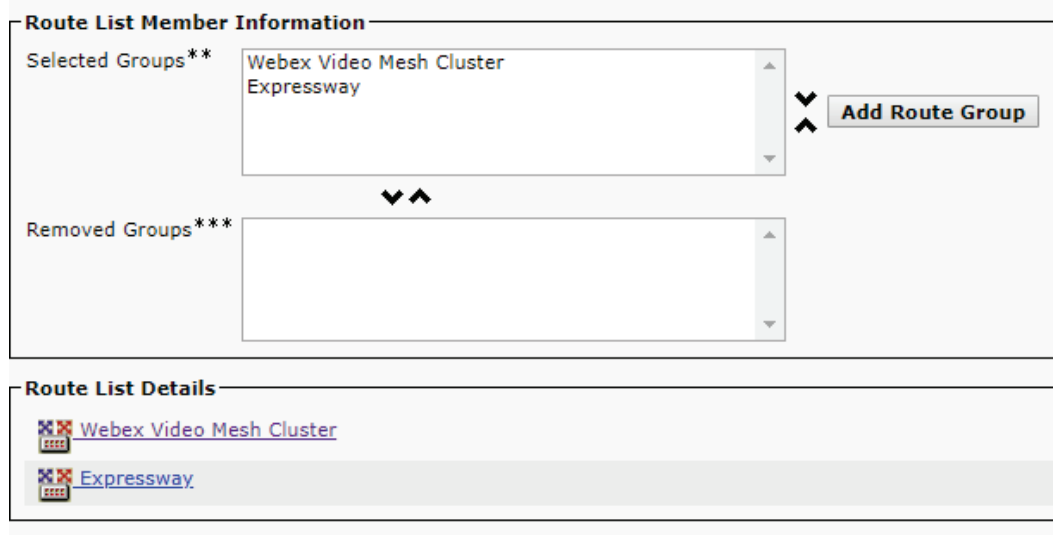 Route List Member Information
Selected Groups**
Webex Video Mesh Cluster
Expressway
Add Route Group
Removed Groups***
Route List Details
Webex Video Mesh Cluster
Expressway